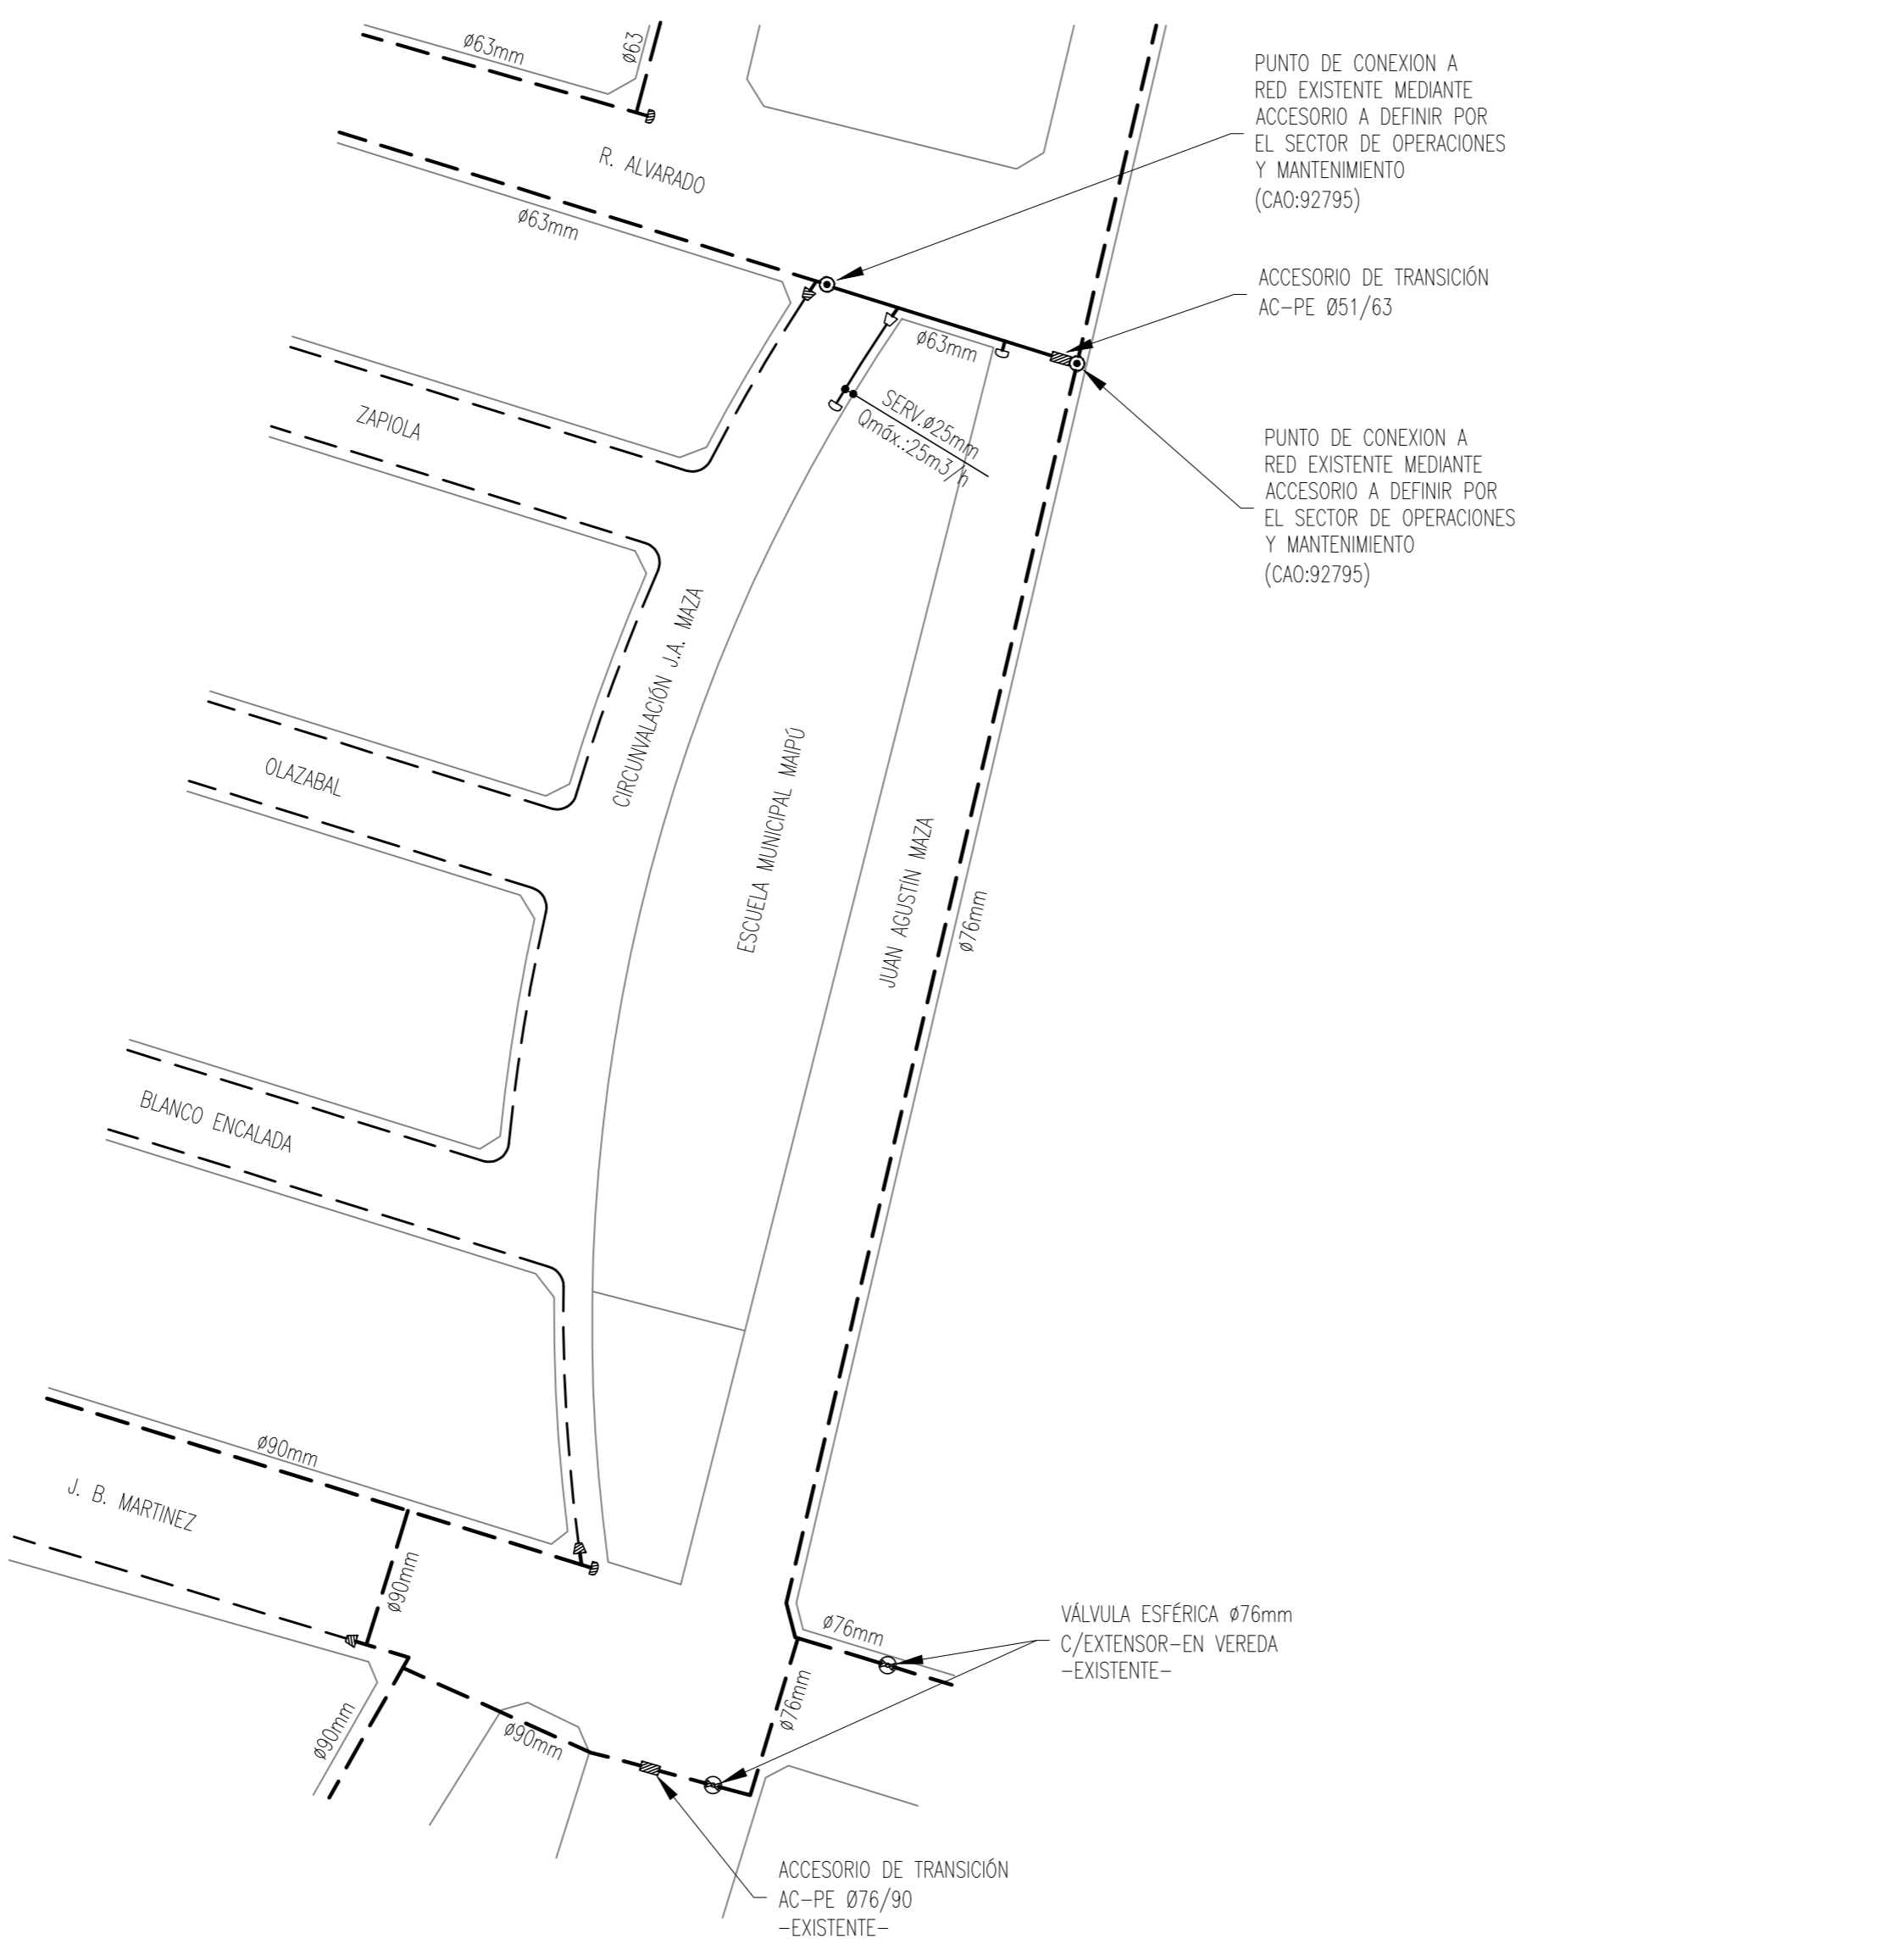 ø63mm
ø63
R. ALVARADO
ø63mm
PUNTO DE CONEXION A
RED EXISTENTE MEDIANTE
ACCESORIO A DEFINIR POR
EL SECTOR DE OPERACIONES
Y MANTENIMIENTO
(CAO:92795)
ACCESORIO DE TRANSICIÓN
AC-PE Ø51/63
ø63mm
SERV.ø25mm
Qmáx.:25m3/h
ZAPIOLA
PUNTO DE CONEXION A
RED EXISTENTE MEDIANTE
ACCESORIO A DEFINIR POR
EL SECTOR DE OPERACIONES
Y MANTENIMIENTO
(CAO:92795)
CIRCUNVALACIÓN J.A. MAZA
OLAZABAL
ESCUELA MUNICIPAL MAIPÚ
JUAN AGUSTÍN MAZA
ø76mm
BLANCO ENCALADA
ø90mm
J. B. MARTINEZ
ø90mm
ø76mm
VÁLVULA ESFÉRICA ø76mm
C/EXTENSOR-EN VEREDA
-EXISTENTE-
ø76mm
ø90mm
ø90mm
ACCESORIO DE TRANSICIÓN
AC-PE Ø76/90
-EXISTENTE-